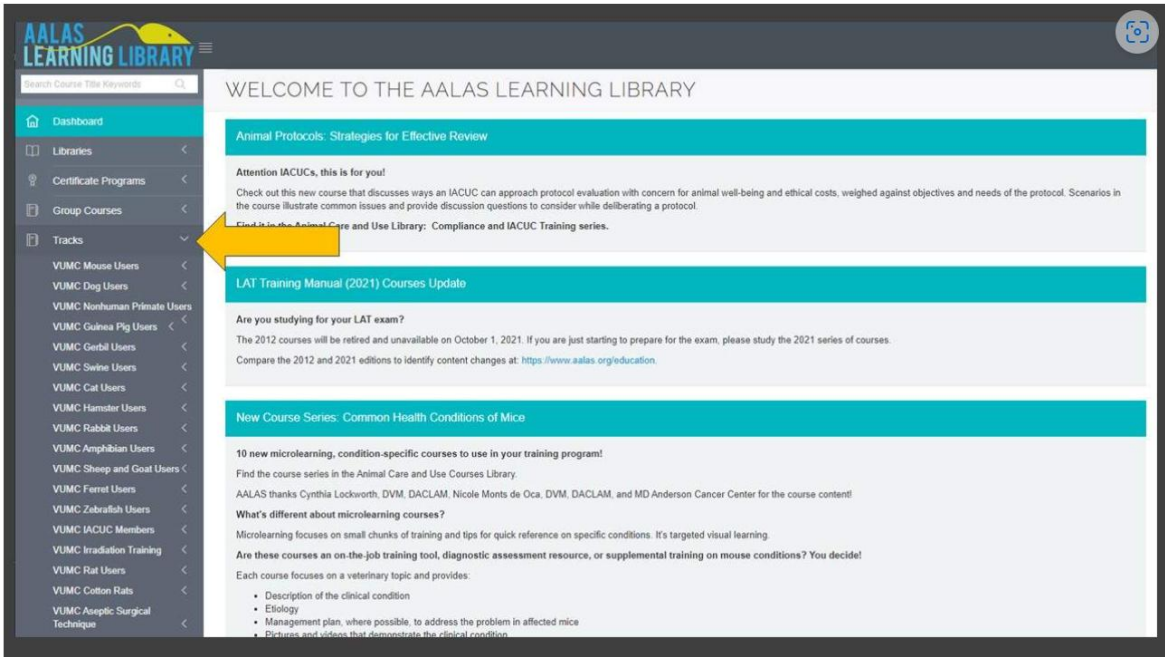 AALAS
LEARNING LIBRARY
Search Course Title Keywords
Dashboard
Libraries
Certificate Programs
Group Courses
Tracks
VUMC Mouse Users
VUMC Dog Users
VUMC Nonhuman Primate Users
VUMC Guinea Pig Users
VUMC Gerbil Users
VUMC Swine Users
VUMC Cat Users
VUMC Hamster Users
VUMC Rabbit Users
VUMC Amphibian Users
VUMC Sheep and Goat Users
VUMC Ferret Users
VUMC Zebrafish Users
VUMC IACUC Members
VUMC Irradiation Training
VUMC Rat Users
VUMC Cotton Rats
VUMC Aseptic Surgical
Technique
WELCOME TO THE AALAS LEARNING LIBRARY
Animal Protocols: Strategies for Effective Review
Attention IACUCs, this is for you!
Check out this new course that discusses ways an IACUC can approach protocol evaluation with concern for animal well-being and ethical costs, weighed against objectives and needs of the protocol. Scenarios in
the course illustrate common issues and provide discussion questions to consider while deliberating a protocol.
Find it in the Animal Care and Use Library: Compliance and IACUC Training series.
LAT Training Manual (2021) Courses Update
Are you studying for your LAT exam?
The 2012 courses will be retired and unavailable on October 1, 2021. If you are just starting to prepare for the exam, please study the 2021 series of courses.
Compare the 2012 and 2021 editions to identify content changes at: https://www.aalas.org/education.
New Course Series: Common Health Conditions of Mice
10 new microlearning, condition-specific courses to use in your training program!
Find the course series in the Animal Care and Use Courses Library.
AALAS thanks Cynthia Lockworth, DVM, DACLAM, Nicole Monts de Oca, DVM, DACLAM, and MD Anderson Cancer Center for the course content!
What's different about microlearning courses?
Microlearning focuses on small chunks of training and tips for quick reference on specific conditions. It's targeted visual learning.
Are these courses an on-the-job training tool, diagnostic assessment resource, or supplemental training on mouse conditions? You decide!
Each course focuses on a veterinary topic and provides:
• Description of the clinical condition
• Etiology
• Management plan, where possible, to address the problem in affected mice
• Pictures and videos that demonstrate the clinical condition